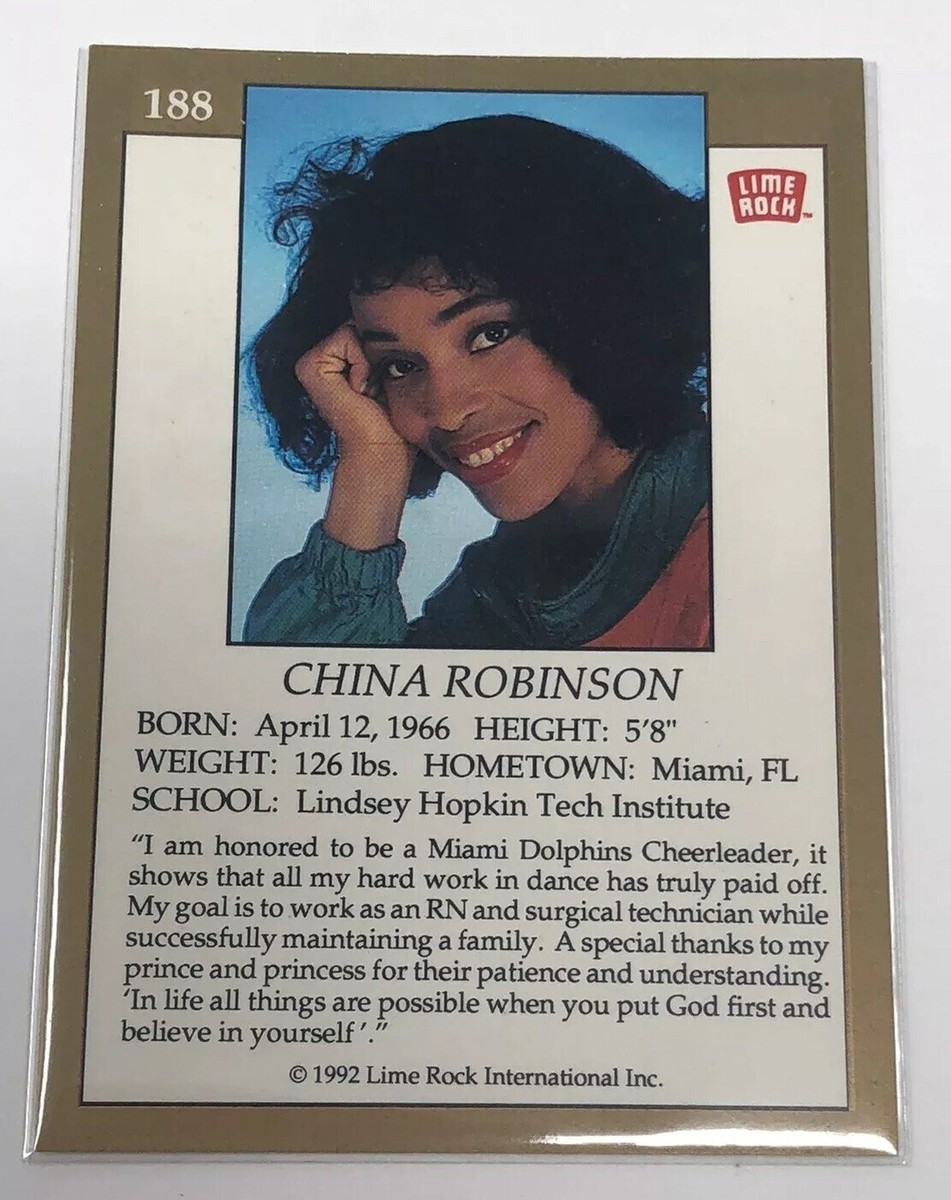 188
LIME
ROCK™
CHINA ROBINSON
BORN: April 12, 1966 HEIGHT: 5'8"
WEIGHT: 126 lbs. HOMETOWN: Miami, FL
SCHOOL: Lindsey Hopkin Tech Institute
“I am honored to be a Miami Dolphins Cheerleader, it
shows that all my hard work in dance has truly paid off.
My goal is to work as an RN and surgical technician while
successfully maintaining a family. A special thanks to my
prince and princess for their patience and understanding.
‘In life all things are possible when you put God first and
believe in yourself’.”
© 1992 Lime Rock International Inc.